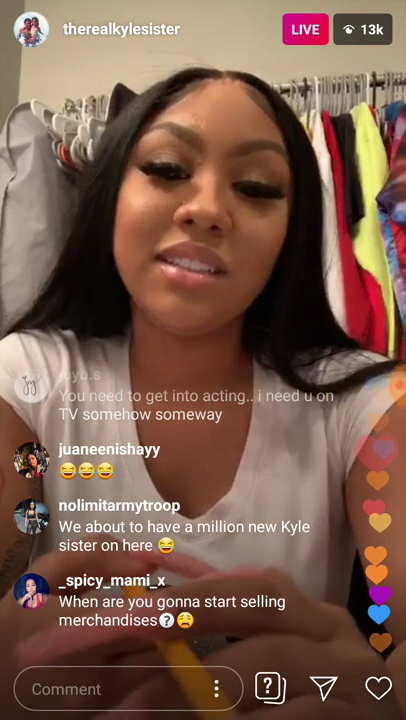 therealkylesister
LIVE
13k
You need to get into acting.. i need u on
TV somehow someway
juaneenishayy
😂😂😂
nolimitarmytroop
We about to have a million new Kyle
sister on here 😅
_spicy_mami_x_
When are you gonna start selling
merchandises❔😩
Comment